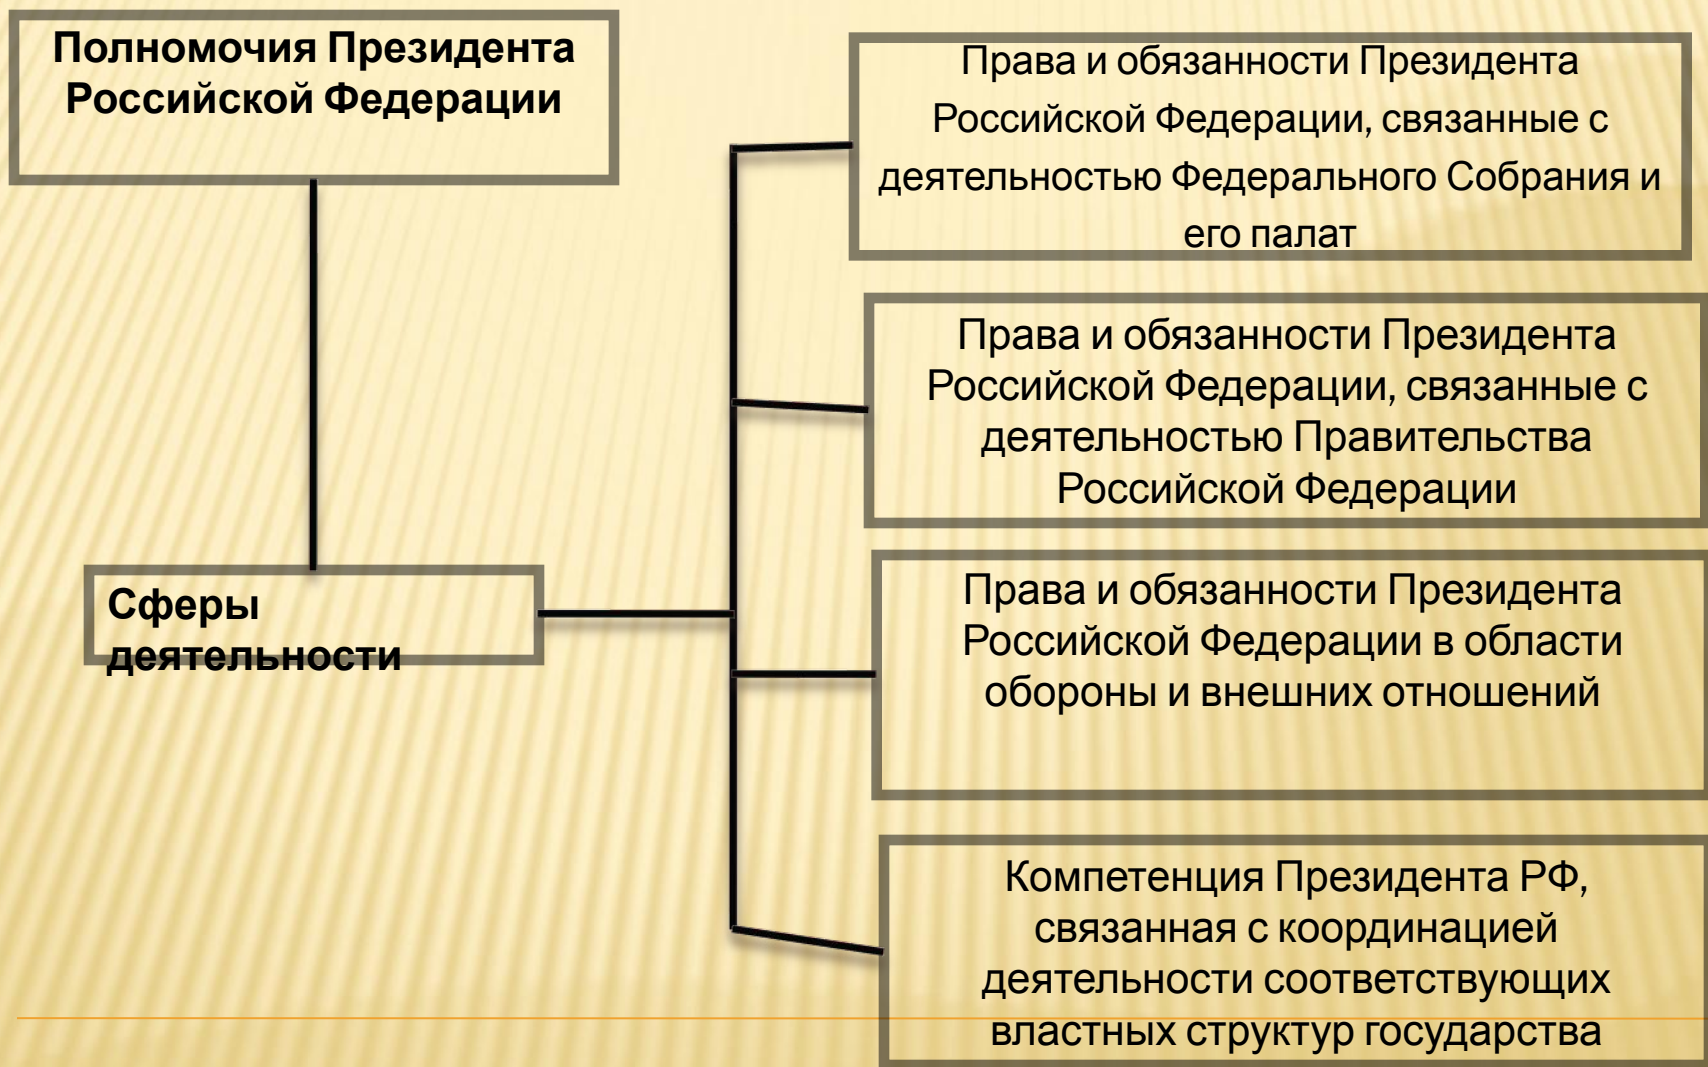 Полномочия Президента
Российской Федерации
Права и обязанности Президента
Российской Федерации, связанные с
деятельностью Федерального Собрания и
его палат
Права и обязанности Президента
Российской Федерации, связанные с
деятельностью Правительства
Российской Федерации
Сферы
деятельности
Права и обязанности Президента
Российской Федерации в области
обороны и внешних отношений
Компетенция Президента РФ,
связанная с координацией
деятельности соответствующих
властных структур государства